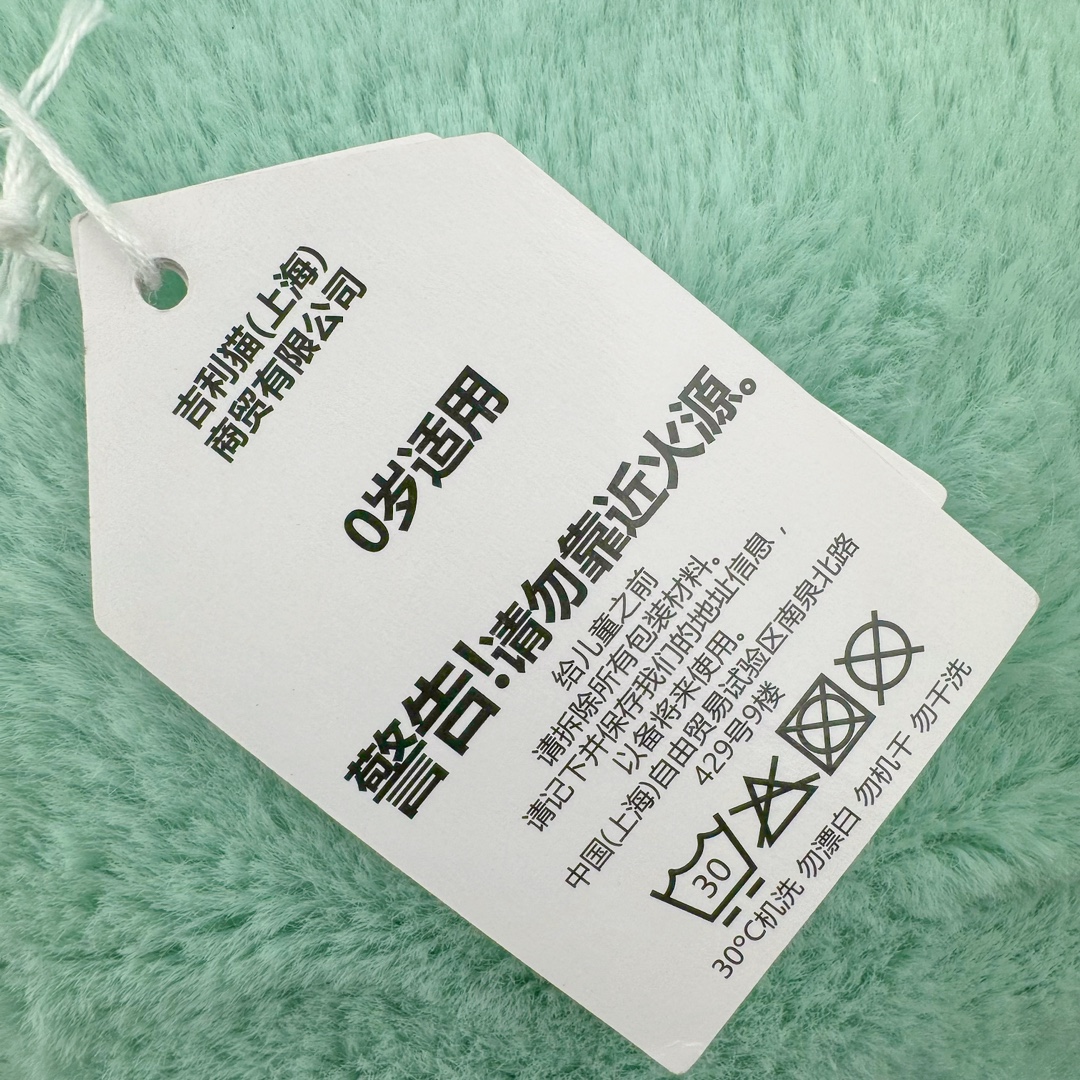 吉利猫(上海)
商贸有限公司
0岁适用
警告!请勿靠近火源。
给儿童之前
请拆除所有包装材料。
请记下并保存我们的地址信息，
以备将来使用。
中国(上海)自由贸易试验区南泉北路
429号9楼
30
30°C机洗 勿漂白 勿机干 勿干洗